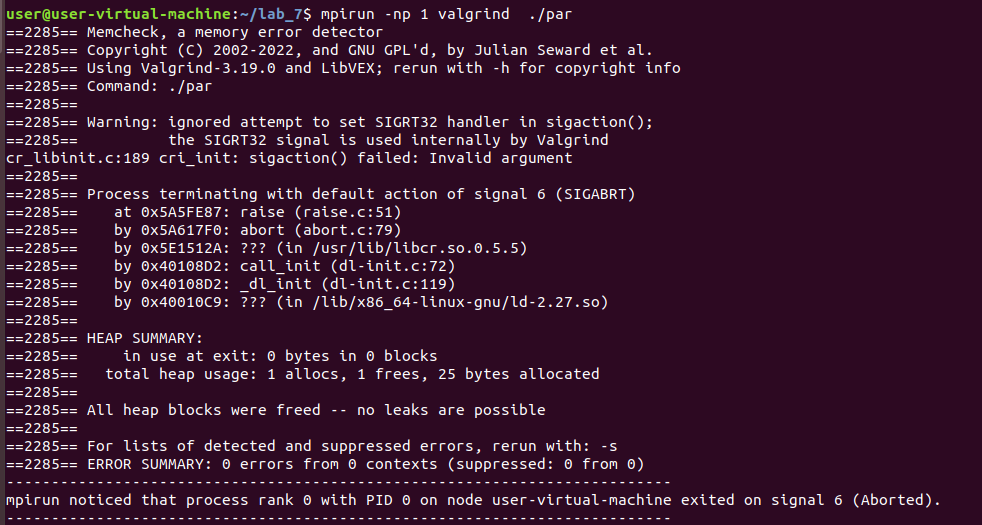 user@user-virtual-machine:~/lab_7$ mpirun -np 1 valgrind  ./par
==2285== Memcheck, a memory error detector
==2285== Copyright (C) 2002-2022, and GNU GPL'd, by Julian Seward et al.
==2285== Using Valgrind-3.19.0 and LibVEX; rerun with -h for copyright info
==2285== Command: ./par
==2285==
==2285== Warning: ignored attempt to set SIGRT32 handler in sigaction();
==2285==          the SIGRT32 signal is used internally by Valgrind
cr_libinit.c:189 cri_init: sigaction() failed: Invalid argument
==2285==
==2285== Process terminating with default action of signal 6 (SIGABRT)
==2285==    at 0x5A5FE87: raise (raise.c:51)
==2285==    by 0x5A617F0: abort (abort.c:79)
==2285==    by 0x5E1512A: ??? (in /usr/lib/libcr.so.0.5.5)
==2285==    by 0x40108D2: call_init (dl-init.c:72)
==2285==    by 0x40108D2: _dl_init (dl-init.c:119)
==2285==    by 0x40010C9: ??? (in /lib/x86_64-linux-gnu/ld-2.27.so)
==2285==
==2285== HEAP SUMMARY:
==2285==     in use at exit: 0 bytes in 0 blocks
==2285==   total heap usage: 1 allocs, 1 frees, 25 bytes allocated
==2285==
==2285== All heap blocks were freed -- no leaks are possible
==2285==
==2285== For lists of detected and suppressed errors, rerun with: -s
==2285== ERROR SUMMARY: 0 errors from 0 contexts (suppressed: 0 from 0)
--------------------------------------------------------------------------
mpirun noticed that process rank 0 with PID 0 on node user-virtual-machine exited on signal 6 (Aborted).
--------------------------------------------------------------------------